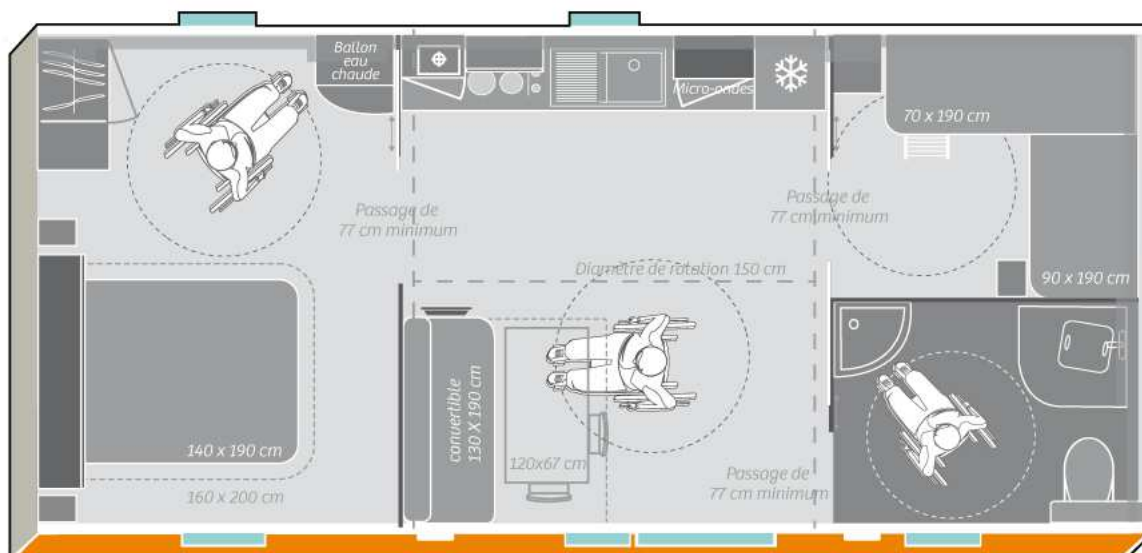 Ballon
eau
chaude
Micro-ondes
70 x 190 cm
Passage de
77 cm minimum
Passage de
77 cm minimum
Diamètre de rotation 150 cm
90 x 190 cm
convertible
130 X 190 cm
140 x 190 cm
120x67 cm
160 x 200 cm
Passage de
77 cm minimum